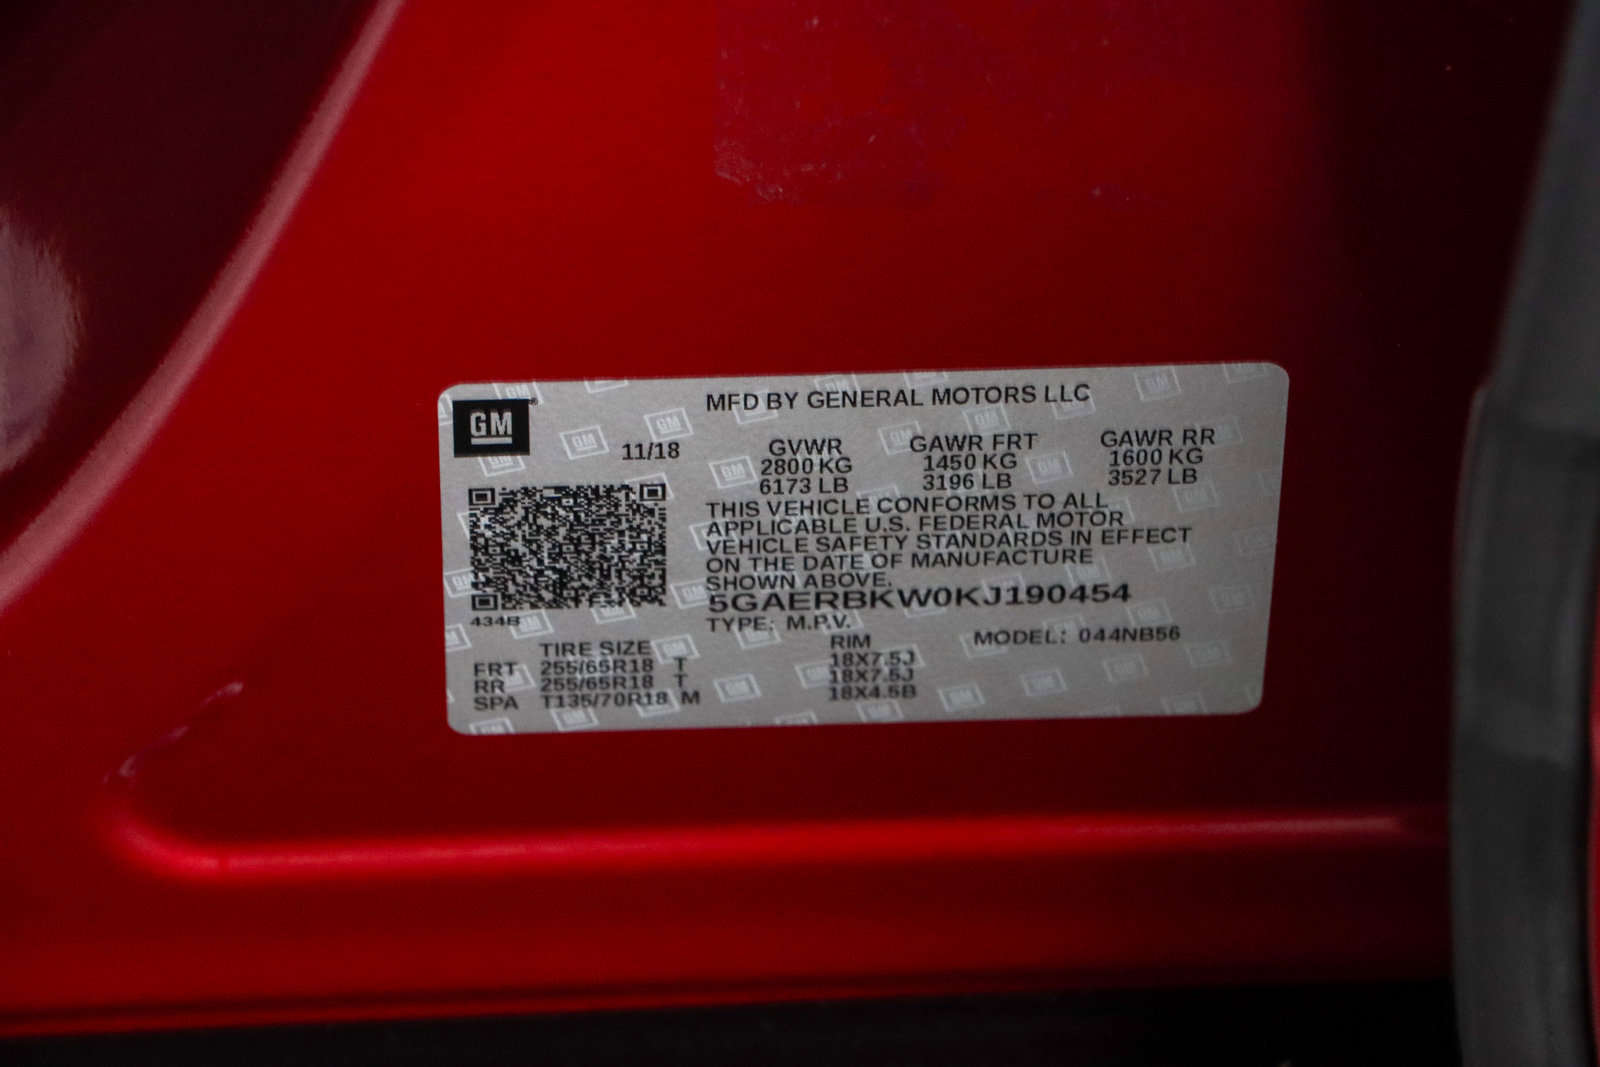 GM
MFD BY GENERAL MOTORS LLC
11/18 GVWR GAWR FRT GAWR RR
2800 KG 1450 KG 1600 KG
6173 LB 3196 LB 3527 LB
THIS VEHICLE CONFORMS TO ALL
APPLICABLE U.S. FEDERAL MOTOR
VEHICLE SAFETY STANDARDS IN EFFECT
ON THE DATE OF MANUFACTURE
SHOWN ABOVE.
5GAERBKW0KJ190454
434B
TYPE: M.P.V.
MODEL: 044NB56
TIRE SIZE RIM
FRT 255/65R18 T 18X7.5J
RR 255/65R18 T 18X7.5J
SPA T135/70R18 M 18X4.5B